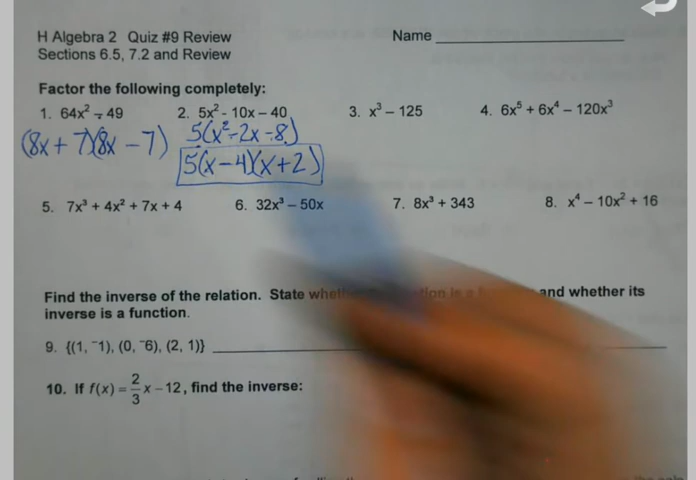 H Algebra 2 Quiz #9 Review
Name
Sections 6.5, 7.2 and Review
Factor the following completely:
1. 64x² - 49
2. 5x² - 10x – 40
3. x³ – 125
4. 6x⁵ + 6x⁴ – 120x³
(8x + 7)(8x - 7)
5(x² - 2x - 8)
5(x - 4)(x + 2)
5. 7x³ + 4x² + 7x + 4
6. 32x³ – 50x
7. 8x³ + 343
8. x⁴ – 10x² + 16
Find the inverse of the relation. State whether and whether its
inverse is a function.
9. {(1, ⁻1), (0, ⁻6), (2, 1)}
10. If f(x) = 2/3 x – 12, find the inverse: